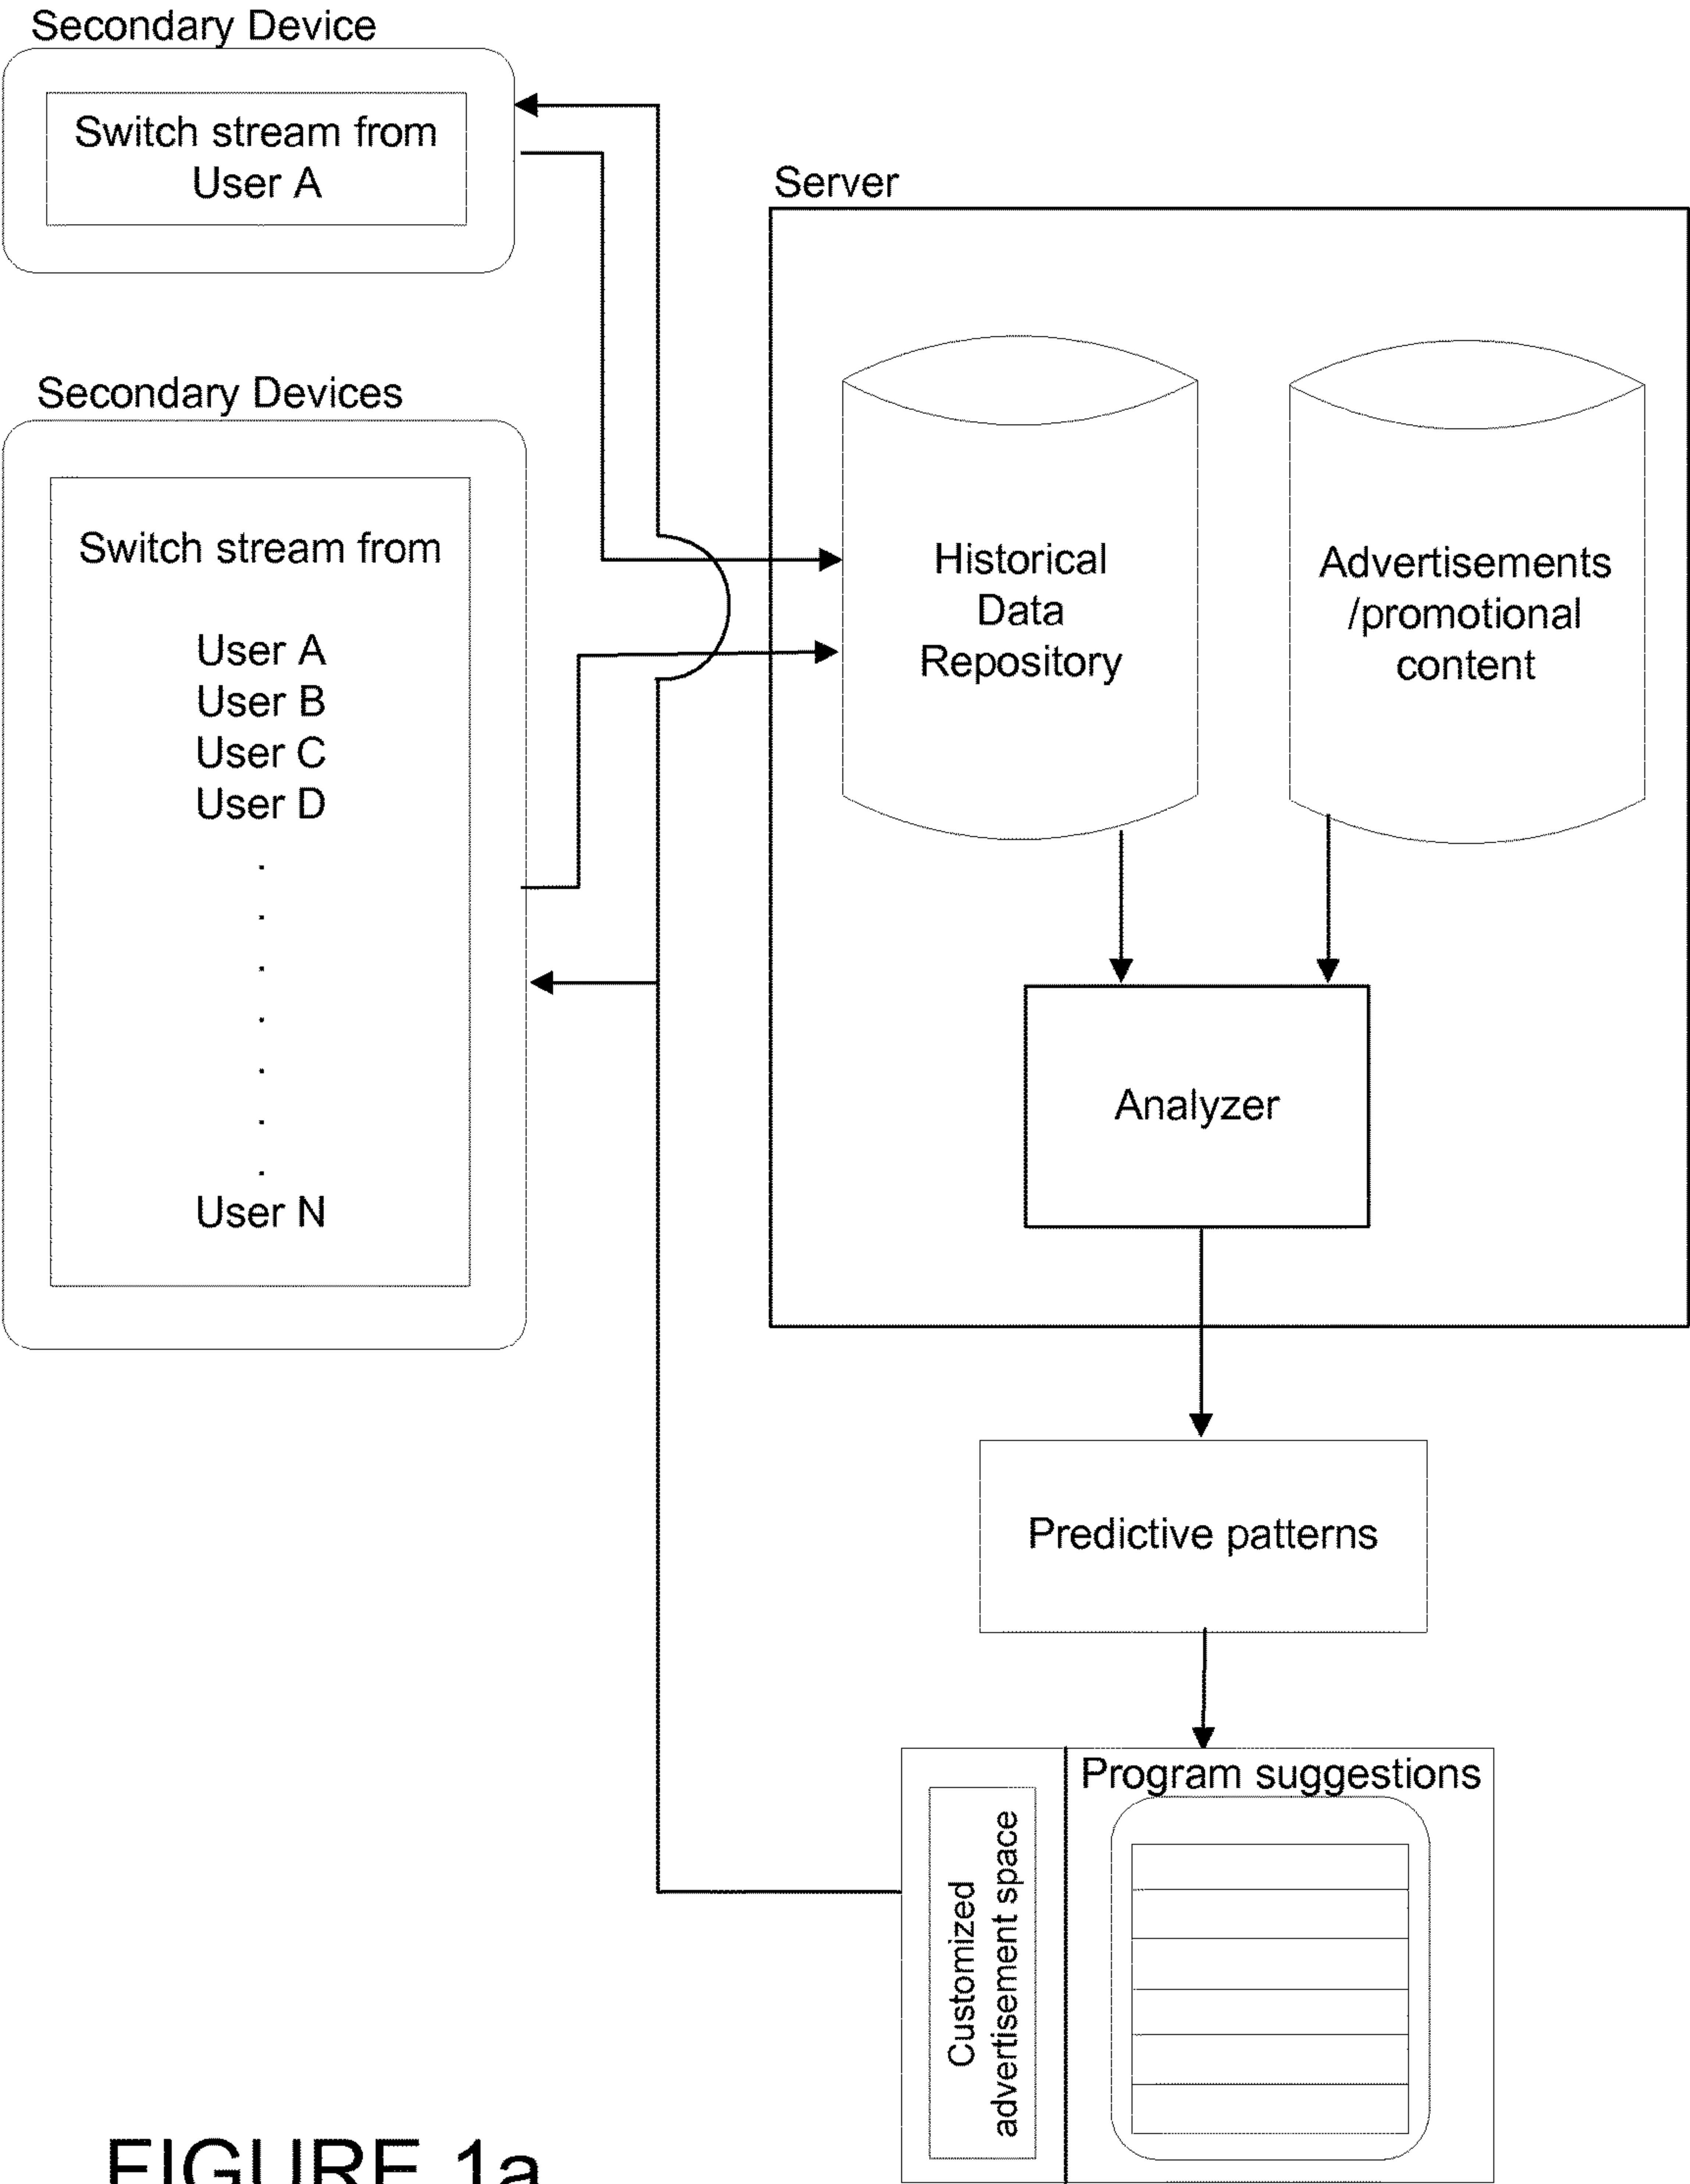 Secondary Device
Switch stream from
User A
Server
Secondary Devices
Switch stream from
User A
User B
User C
User D
.
.
.
.
.
.
.
User N
Historical
Data
Repository
Advertisements
/promotional
content
Analyzer
Predictive patterns
Program suggestions
Customized
advertisement space
FIGURE 1a